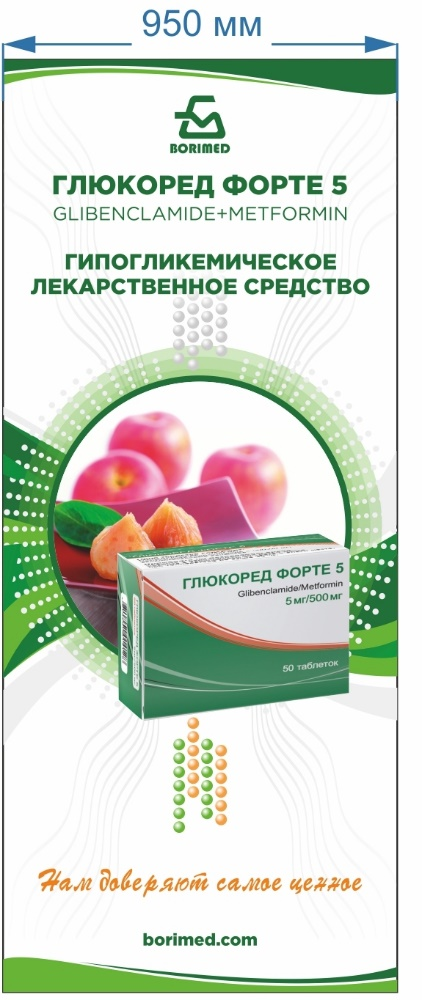 950 мм
BORIMED
ГЛЮКОРЕД ФОРТЕ 5
GLIBENCLAMIDE+METFORMIN
ГИПОГЛИКЕМИЧЕСКОЕ
ЛЕКАРСТВЕННОЕ СРЕДСТВО
ГЛЮКОРЕД ФОРТЕ 5
Glibenclamide/Metformin
5 мг/500 мг
50 таблеток
Нам доверяют самое ценное
borimed.com